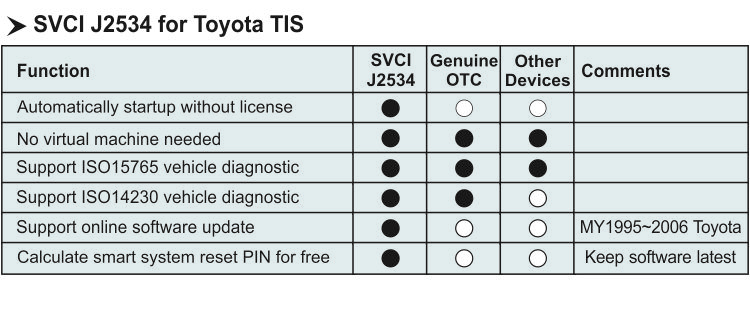 SVCI J2534 for Toyota TIS
Function SVCI J2534 Genuine OTC Other Devices Comments
Automatically startup without license
No virtual machine needed
Support ISO15765 vehicle diagnostic
Support ISO14230 vehicle diagnostic
Support online software update MY1995~2006 Toyota
Calculate smart system reset PIN for free Keep software latest